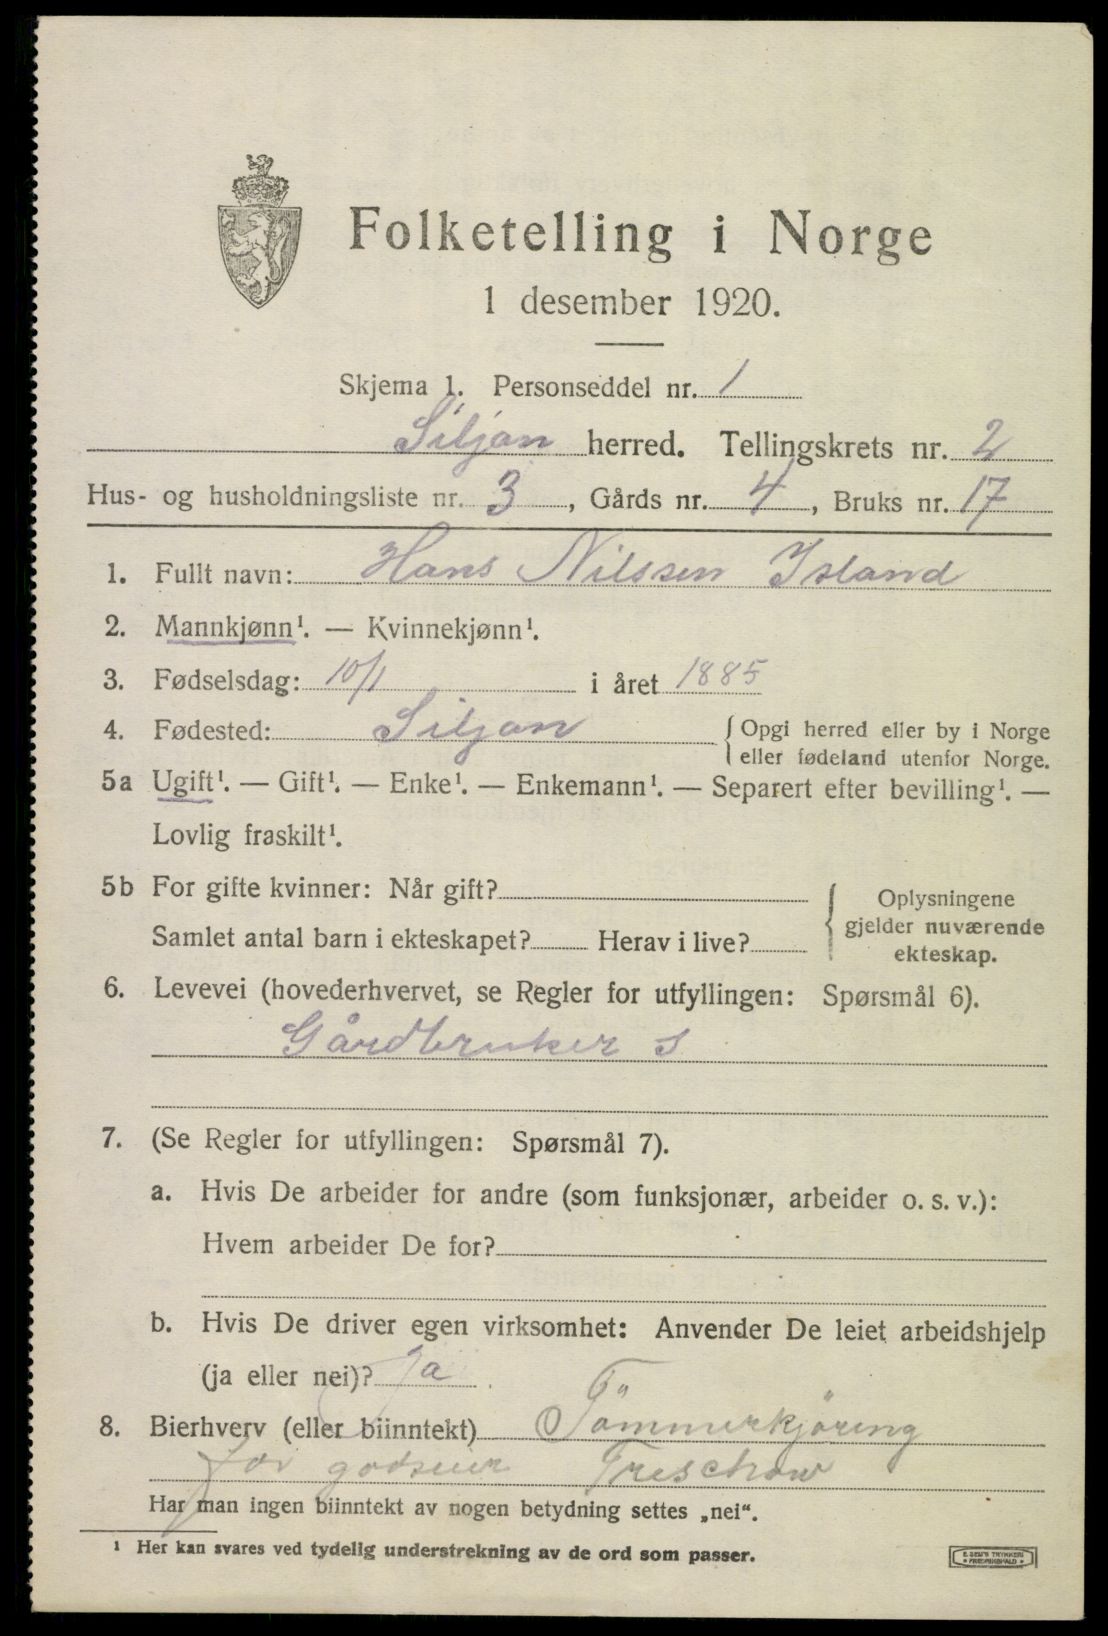 Folketelling i Norge
1 desember 1920.
Skjema 1. Personseddel nr. 1
Siljan herred. Tellingskrets nr. 2
Hus- og husholdningsliste nr. 3, Gårds nr. 4, Bruks nr. 17
1. Fullt navn: Hans Nilssen Island
2. Mannkjønn¹. — Kvinnekjønn¹.
3. Fødselsdag: 10/1 i året 1885
4. Fødested: Siljan { Opgi herred eller by i Norge
eller fødeland utenfor Norge.
5a Ugift¹. — Gift¹. — Enke¹. — Enkemann¹. — Separert efter bevilling¹. —
Lovlig fraskilt¹.
5b For gifte kvinner: Når gift?
Samlet antal barn i ekteskapet? Herav i live?
{ Oplysningene
gjelder nuværende
ekteskap.
6. Levevei (hovederhvervet, se Regler for utfyllingen: Spørsmål 6).
Gårdbruker S
7. (Se Regler for utfyllingen: Spørsmål 7).
a. Hvis De arbeider for andre (som funksjonær, arbeider o. s. v.):
Hvem arbeider De for?
b. Hvis De driver egen virksomhet: Anvender De leiet arbeidshjelp
(ja eller nei)? Ja
8. Bierhverv (eller biinntekt) Tömmerkjöring
for godseier Treschow
Har man ingen biinntekt av nogen betydning settes „nei“.
¹ Her kan svares ved tydelig understrekning av de ord som passer.
E. SEM'S TRYKKERI
FREDRIKSHALD